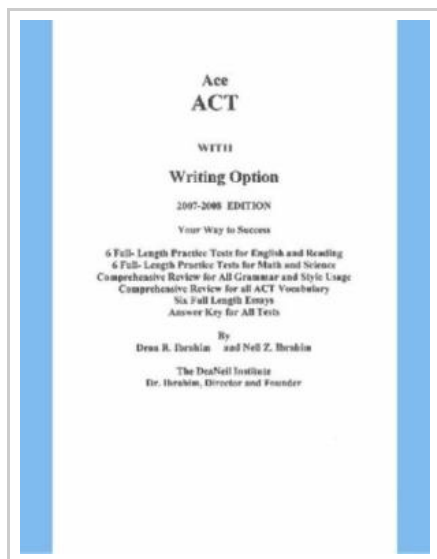 Ace
ACT
WITH
Writing Option
2007-2008 EDITION
Your Way to Success
6 Full- Length Practice Tests for English and Reading
6 Full- Length Practice Tests for Math and Science
Comprehensive Review for All Grammar and Style Usage
Comprehensive Review for all ACT Vocabulary
Six Full Length Essays
Answer Key for All Tests
By
Dean R. Ibrahim and Neil Z. Ibrahim
The DeaNeil Institute
Dr. Ibrahim, Director and Founder